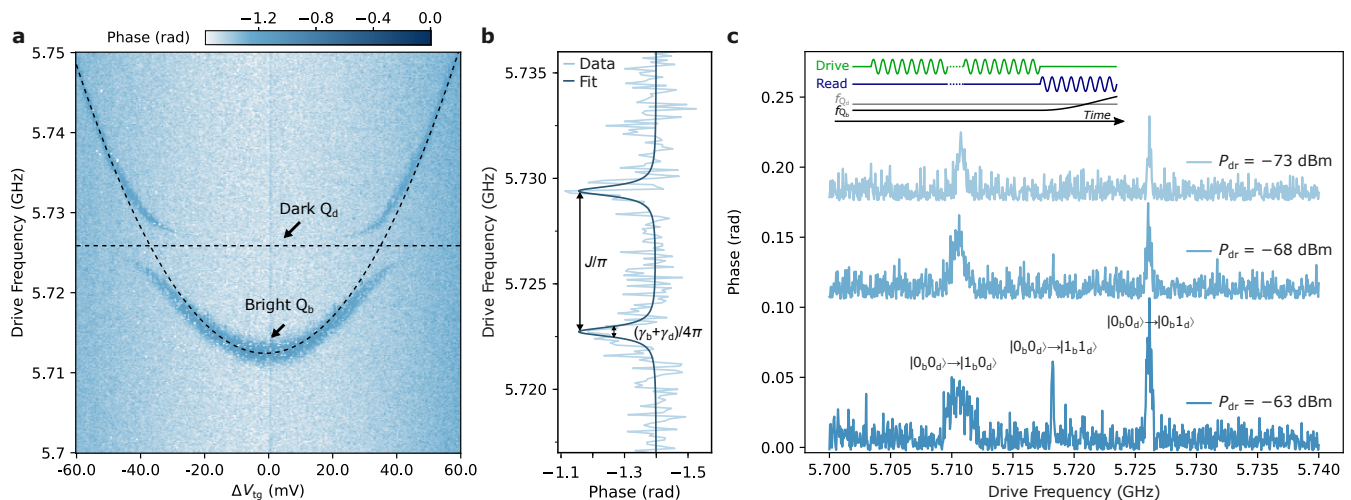 a
Phase (rad)
−1.2
−0.8
−0.4
0.0
5.75
5.74
5.73
5.72
5.71
5.7
Drive Frequency (GHz)
Dark Q_d
Bright Q_b
-60.0
-40.0
-20.0
0.0
20.0
40.0
60.0
ΔV_tg (mV)
b
Data
Fit
5.735
5.730
5.725
5.720
Drive Frequency (GHz)
J/π
(γ_b+γ_d)/4π
−1.1
−1.3
−1.5
Phase (rad)
c
Drive
Read
f_Q_d
f_Q_b
Time
0.25
0.20
0.15
0.10
0.05
0.00
Phase (rad)
P_dr = −73 dBm
P_dr = −68 dBm
P_dr = −63 dBm
|0_b0_d⟩→|1_b0_d⟩
|0_b0_d⟩→|1_b1_d⟩
|0_b0_d⟩→|0_b1_d⟩
5.700
5.705
5.710
5.715
5.720
5.725
5.730
5.735
5.740
Drive Frequency (GHz)